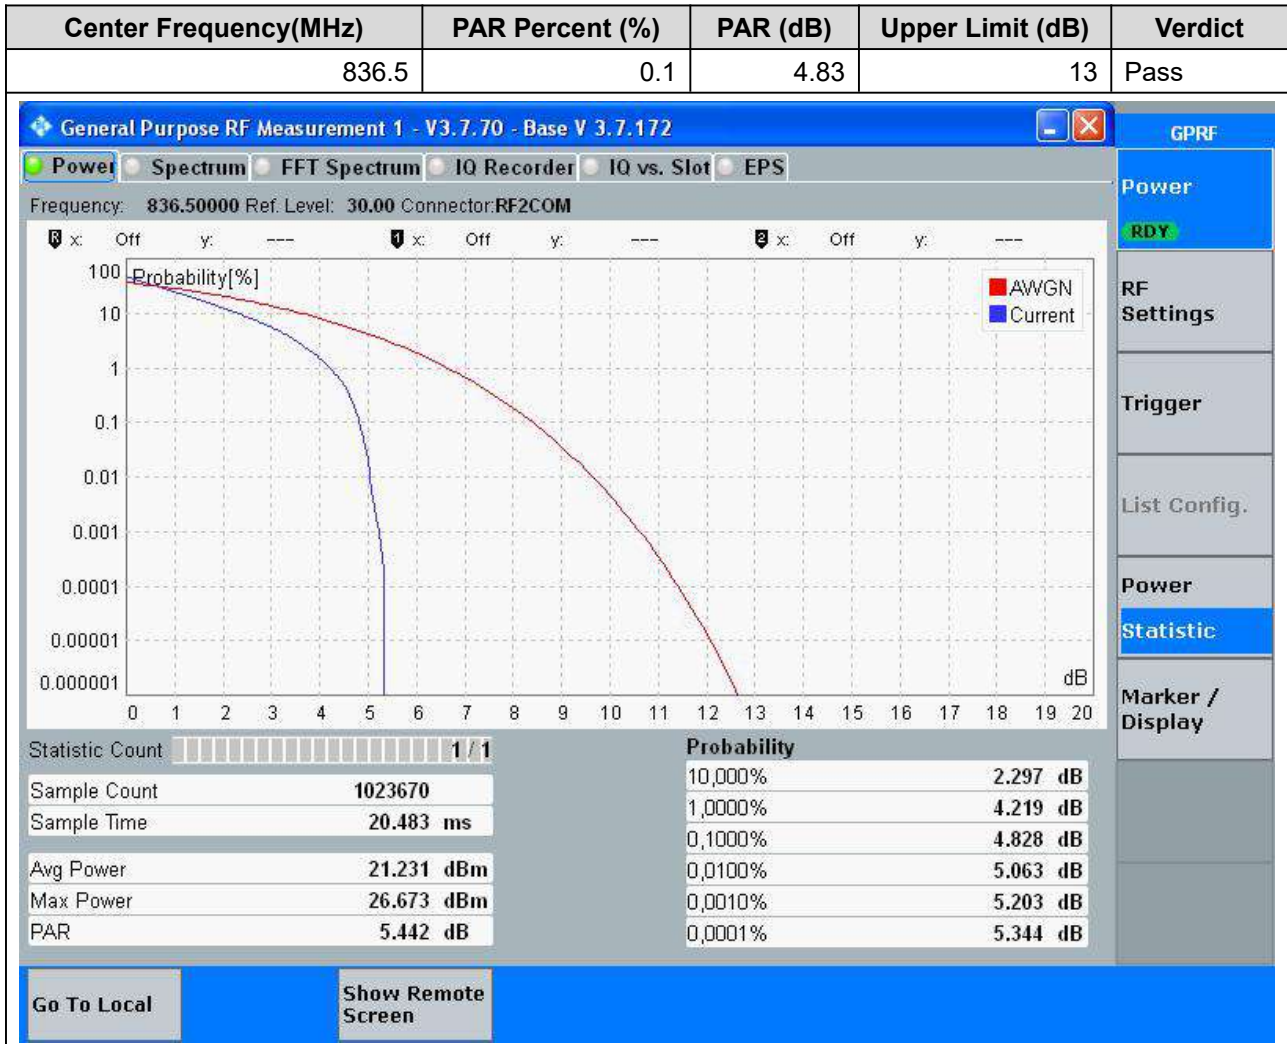 Center Frequency(MHz) PAR Percent (%) PAR (dB) Upper Limit (dB) Verdict
836.5 0.1 4.83 13 Pass
General Purpose RF Measurement 1 - V3.7.70 - Base V 3.7.172
GPRF
Power Spectrum FFT Spectrum IQ Recorder IQ vs. Slot EPS
Frequency: 836.50000 Ref. Level: 30.00 Connector:RF2COM
R x: Off y: --- 1 x: Off y: --- 2 x: Off y: ---
Probability[%]
AWGN
Current
100
10
1
0.1
0.01
0.001
0.0001
0.00001
0.000001
dB
0 1 2 3 4 5 6 7 8 9 10 11 12 13 14 15 16 17 18 19 20
Statistic Count 1 / 1
Sample Count 1023670
Sample Time 20.483 ms
Avg Power 21.231 dBm
Max Power 26.673 dBm
PAR 5.442 dB
Probability
10,000% 2.297 dB
1,0000% 4.219 dB
0,1000% 4.828 dB
0,0100% 5.063 dB
0,0010% 5.203 dB
0,0001% 5.344 dB
Power
RDY
RF
Settings
Trigger
List Config.
Power
Statistic
Marker /
Display
Go To Local
Show Remote
Screen